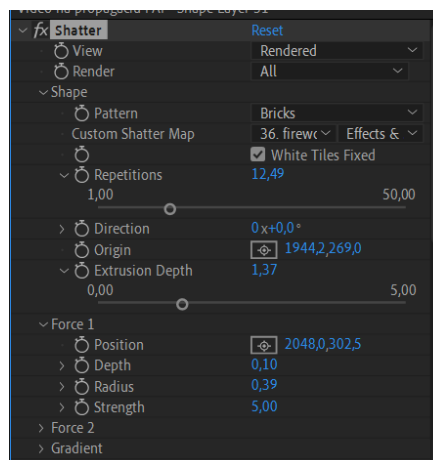 fx Shatter Reset
View Rendered
Render All
Shape
Pattern Bricks
Custom Shatter Map 36. firewc Effects &
White Tiles Fixed
Repetitions 12,49
1,00 50,00
Direction 0x+0,0°
Origin 1944,2,269,0
Extrusion Depth 1,37
0,00 5,00
Force 1
Position 2048,0,302,5
Depth 0,10
Radius 0,39
Strength 5,00
Force 2
Gradient